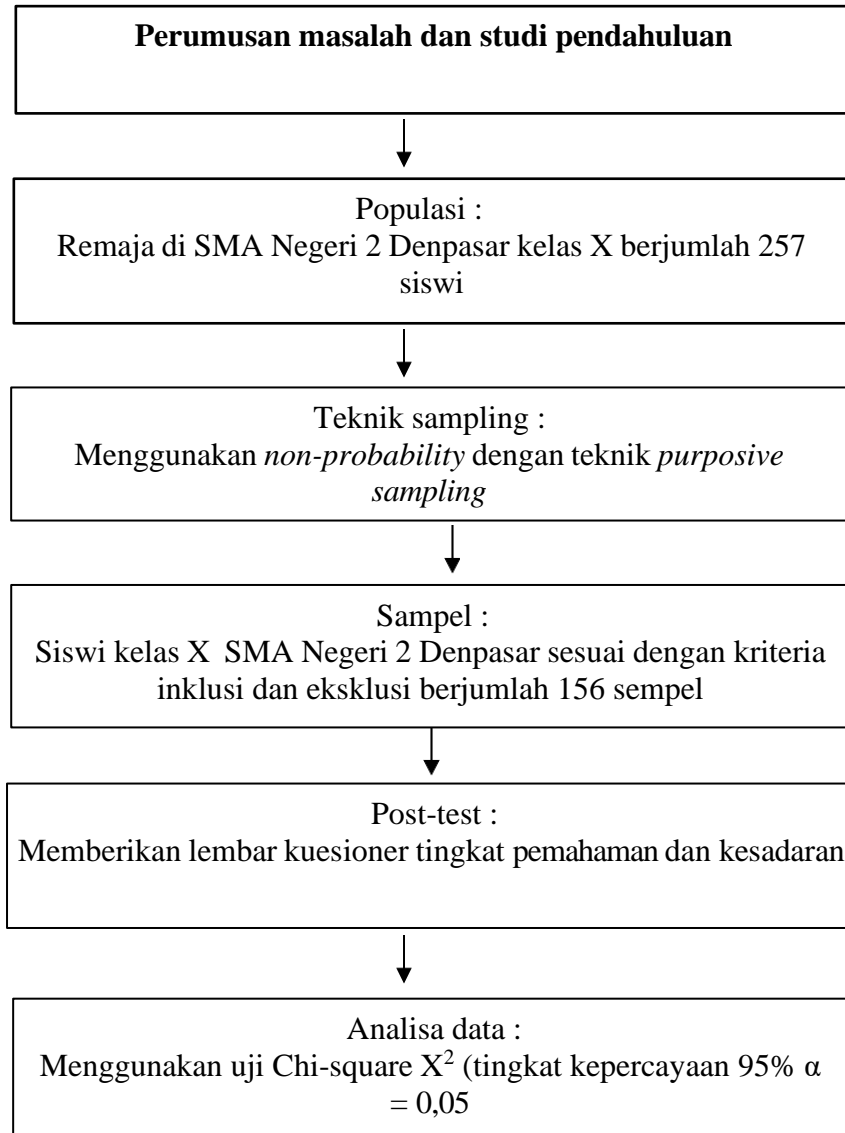 Perumusan masalah dan studi pendahuluan
Populasi :
Remaja di SMA Negeri 2 Denpasar kelas X berjumlah 257
siswi
Teknik sampling :
Menggunakan non-probability dengan teknik purposive
sampling
Sampel :
Siswi kelas X  SMA Negeri 2 Denpasar sesuai dengan kriteria
inklusi dan eksklusi berjumlah 156 sempel
Post-test :
Memberikan lembar kuesioner tingkat pemahaman dan kesadaran
Analisa data :
Menggunakan uji Chi-square X² (tingkat kepercayaan 95% α
= 0,05